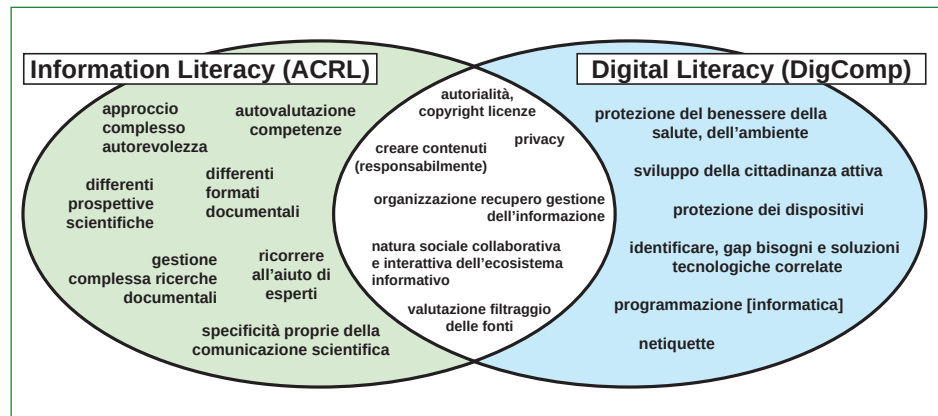 Information Literacy (ACRL)
approccio
complesso
autorevolezza
autovalutazione
competenze
differenti
prospettive
scientifiche
differenti
formati
documentali
gestione
complessa ricerche
documentali
ricorrere
all'aiuto di
esperti
specificità proprie della
comunicazione scientifica
autorialità,
copyright licenze
privacy
creare contenuti
(responsabilmente)
organizzazione recupero gestione
dell'informazione
natura sociale collaborativa
e interattiva dell'ecosistema
informativo
valutazione filtraggio
delle fonti
Digital Literacy (DigComp)
protezione del benessere della
salute, dell'ambiente
sviluppo della cittadinanza attiva
protezione dei dispositivi
identificare, gap bisogni e soluzioni
tecnologiche correlate
programmazione [informatica]
netiquette